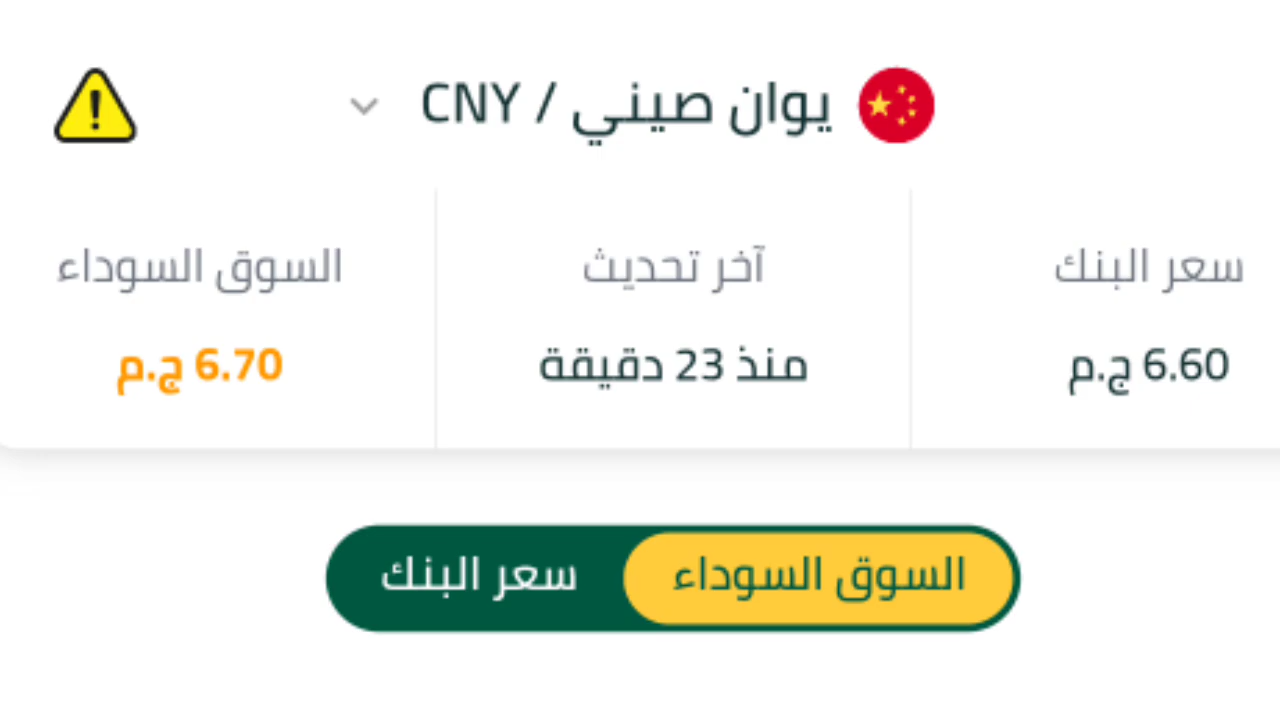 يوان صيني / CNY
سعر البنك
آخر تحديث
السوق السوداء
6.60 ج.م
منذ 23 دقيقة
6.70 ج.م
السوق السوداء
سعر البنك